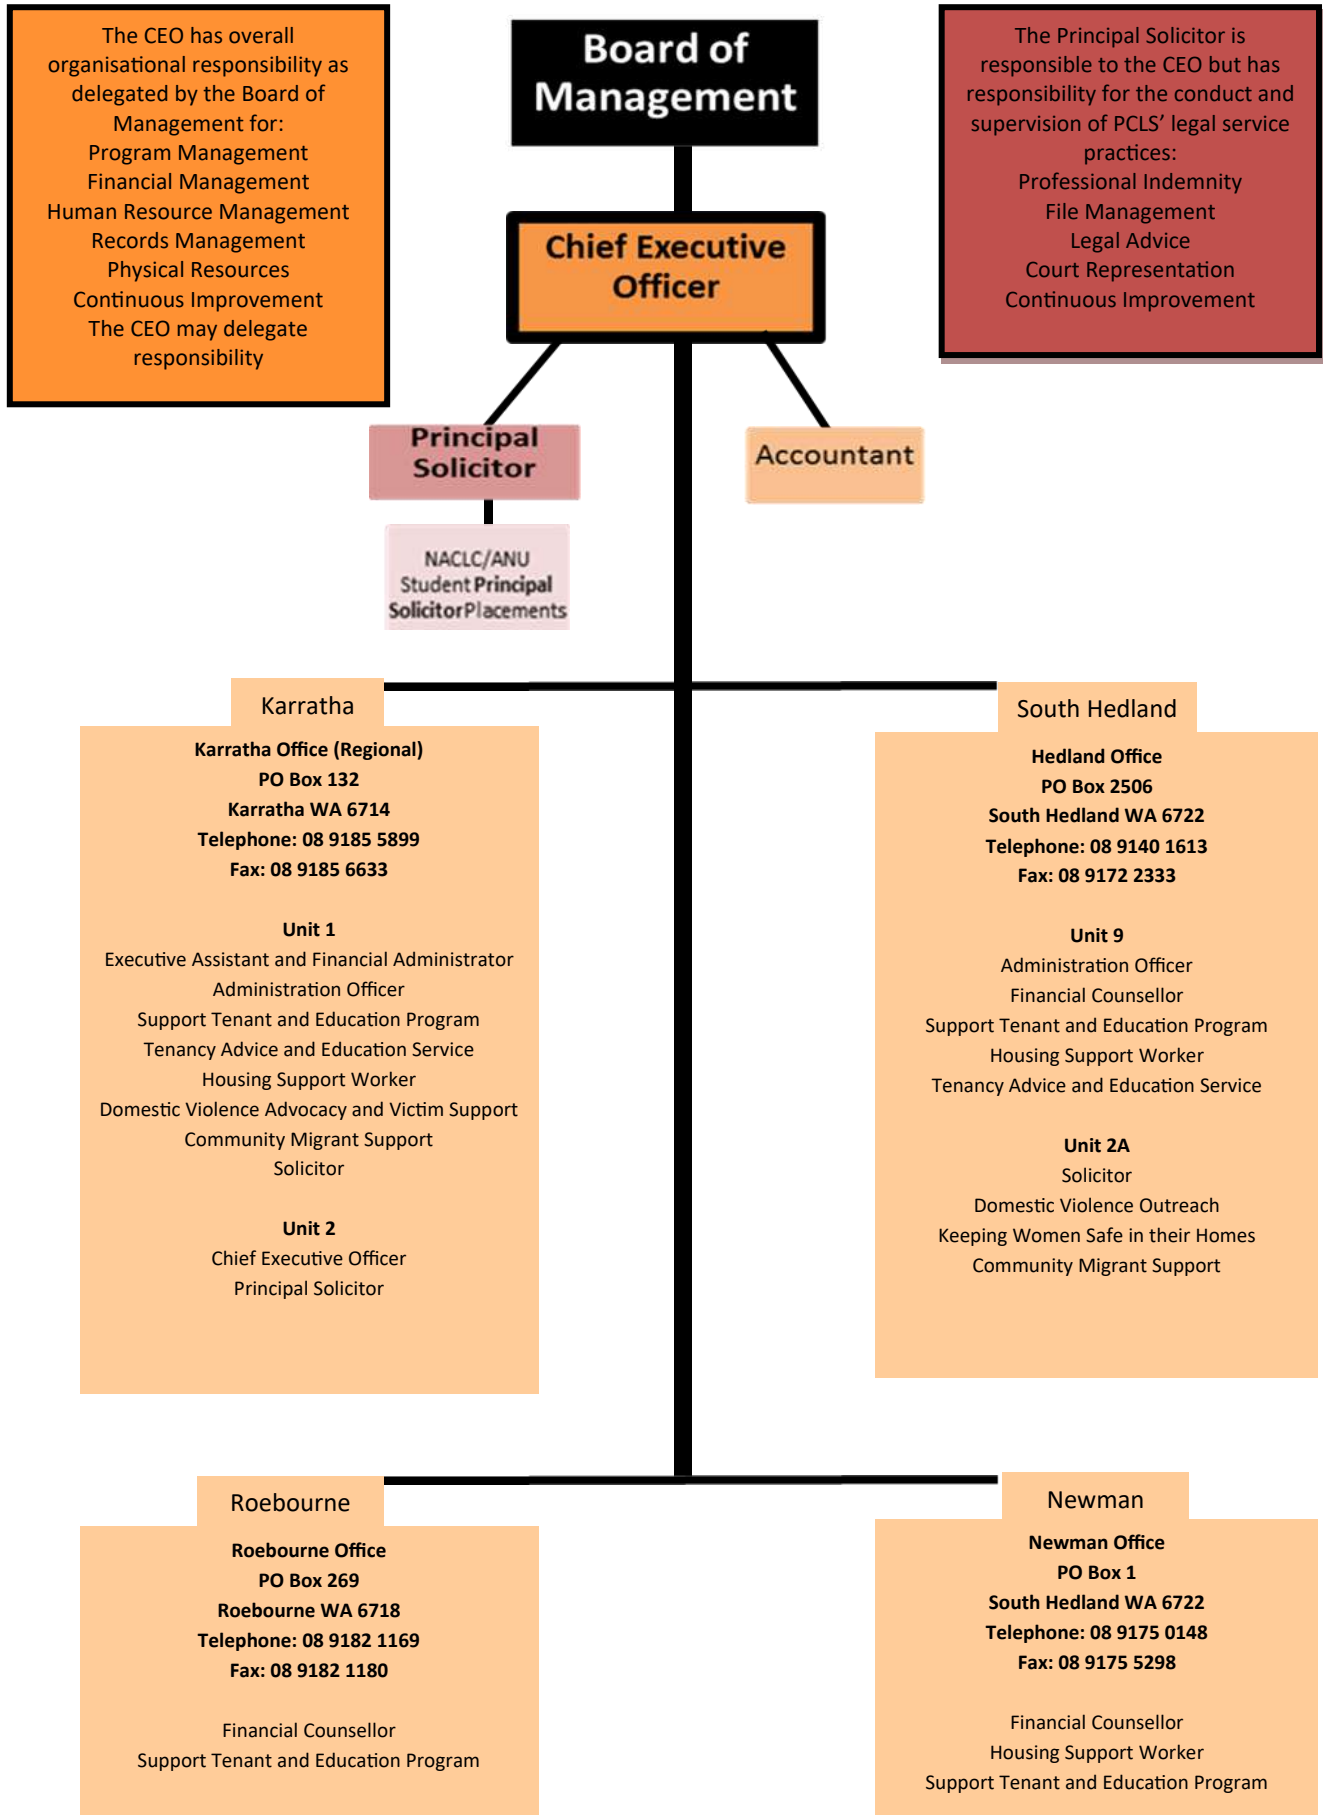 The CEO has overall
organisational responsibility as
delegated by the Board of
Management for:
Program Management
Financial Management
Human Resource Management
Records Management
Physical Resources
Continuous Improvement
The CEO may delegate
responsibility
Board of
Management
The Principal Solicitor is
responsible to the CEO but has
responsibility for the conduct and
supervision of PCLS' legal service
practices:
Professional Indemnity
File Management
Legal Advice
Court Representation
Continuous Improvement
Chief Executive
Officer
Principal
Solicitor
Accountant
NACLC/ANU
Student Principal
Solicitor Placements
Karratha
Karratha Office (Regional)
PO Box 132
Karratha WA 6714
Telephone: 08 9185 5899
Fax: 08 9185 6633
Unit 1
Executive Assistant and Financial Administrator
Administration Officer
Support Tenant and Education Program
Tenancy Advice and Education Service
Housing Support Worker
Domestic Violence Advocacy and Victim Support
Community Migrant Support
Solicitor
Unit 2
Chief Executive Officer
Principal Solicitor
South Hedland
Hedland Office
PO Box 2506
South Hedland WA 6722
Telephone: 08 9140 1613
Fax: 08 9172 2333
Unit 9
Administration Officer
Financial Counsellor
Support Tenant and Education Program
Housing Support Worker
Tenancy Advice and Education Service
Unit 2A
Solicitor
Domestic Violence Outreach
Keeping Women Safe in their Homes
Community Migrant Support
Roebourne
Roebourne Office
PO Box 269
Roebourne WA 6718
Telephone: 08 9182 1169
Fax: 08 9182 1180
Financial Counsellor
Support Tenant and Education Program
Newman
Newman Office
PO Box 1
South Hedland WA 6722
Telephone: 08 9175 0148
Fax: 08 9175 5298
Financial Counsellor
Housing Support Worker
Support Tenant and Education Program